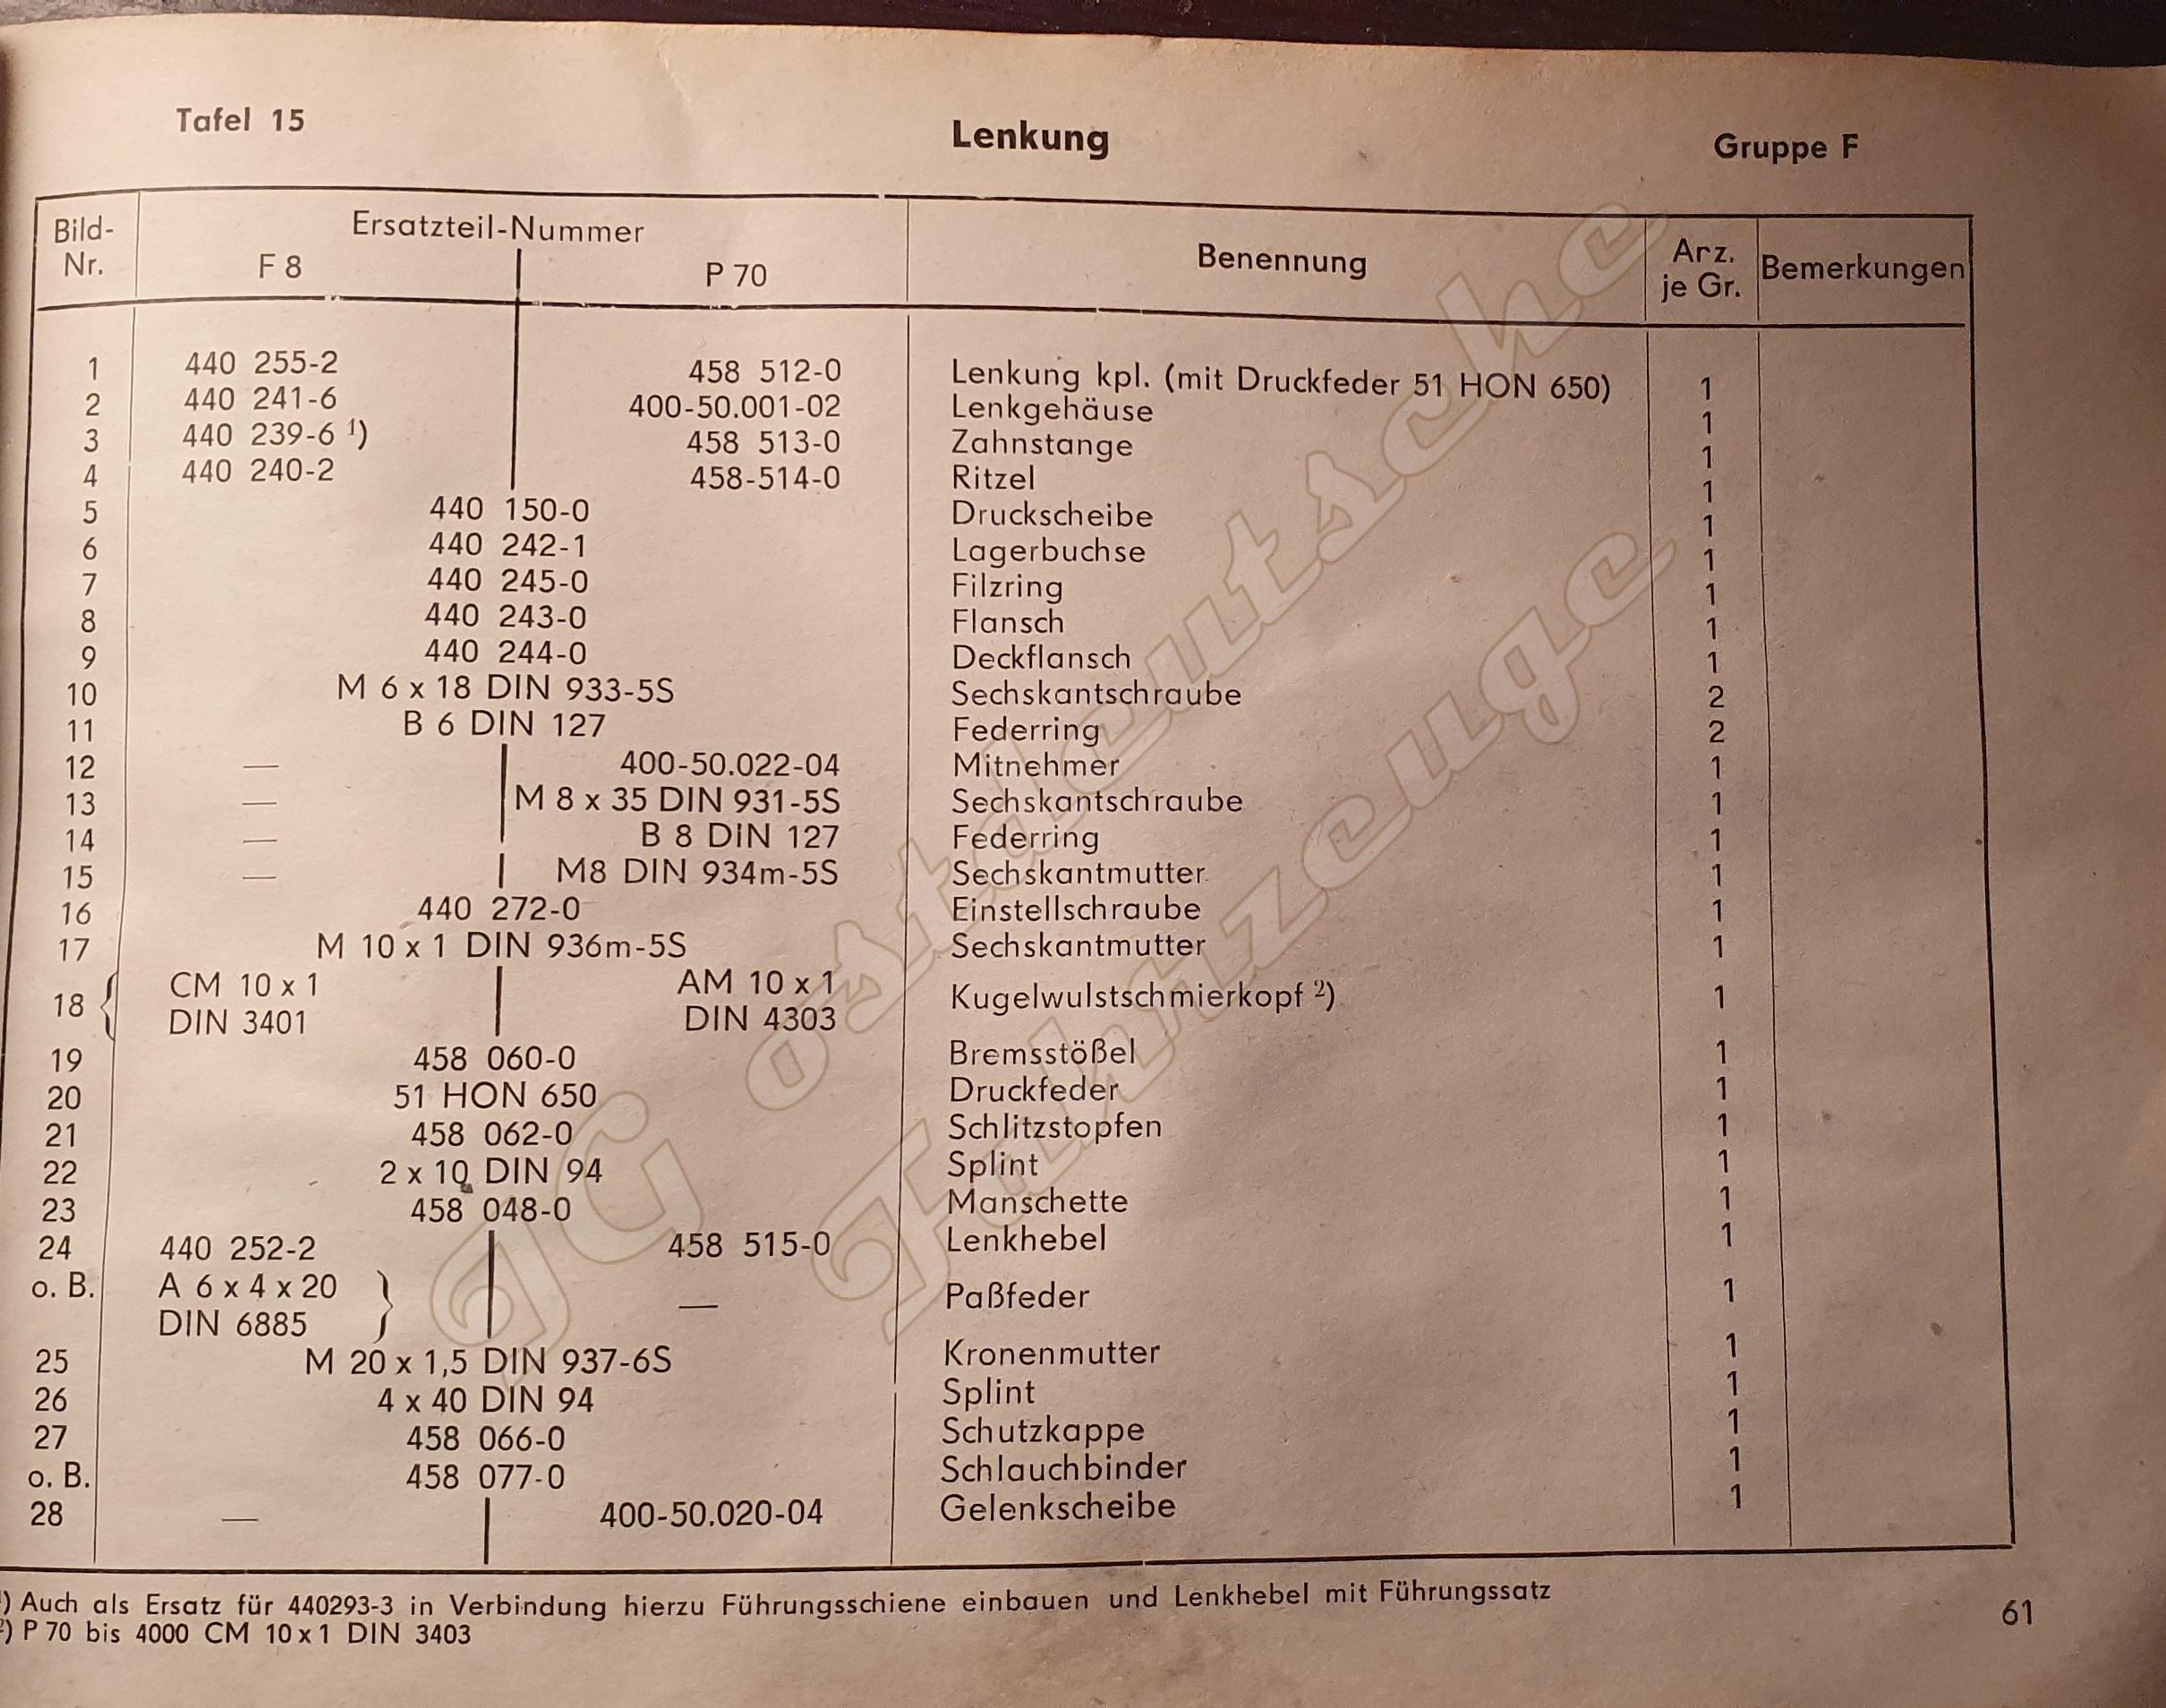 Tafel 15 Lenkung Gruppe F
Bild- Nr. Ersatzteil-Nummer F 8 P 70 Benennung Arz. je Gr. Bemerkungen
1 440 255-2 458 512-0 Lenkung kpl. (mit Druckfeder 51 HON 650) 1
2 440 241-6 400-50.001-02 Lenkgehäuse 1
3 440 239-6 ¹) 458 513-0 Zahnstange 1
4 440 240-2 458-514-0 Ritzel 1
5 440 150-0 Druckscheibe 1
6 440 242-1 Lagerbuchse 1
7 440 245-0 Filzring 1
8 440 243-0 Flansch 1
9 440 244-0 Deckflansch 1
10 M 6 x 18 DIN 933-5S Sechskantschraube 2
11 B 6 DIN 127 Federring 2
12 — 400-50.022-04 Mitnehmer 1
13 — M 8 x 35 DIN 931-5S Sechskantschraube 1
14 — B 8 DIN 127 Federring 1
15 — M8 DIN 934m-5S Sechskantmutter 1
16 440 272-0 Einstellschraube 1
17 M 10 x 1 DIN 936m-5S Sechskantmutter 1
18 { CM 10 x 1 DIN 3401 AM 10 x 1 DIN 4303 Kugelwulstschmierkopf ²) 1
19 458 060-0 Bremsstößel 1
20 51 HON 650 Druckfeder 1
21 458 062-0 Schlitzstopfen 1
22 2 x 10 DIN 94 Splint 1
23 458 048-0 Manschette 1
24 440 252-2 458 515-0 Lenkhebel 1
o. B. A 6 x 4 x 20 DIN 6885 } — Paßfeder 1
25 M 20 x 1,5 DIN 937-6S Kronenmutter 1
26 4 x 40 DIN 94 Splint 1
27 458 066-0 Schutzkappe 1
o. B. 458 077-0 Schlauchbinder 1
28 — 400-50.020-04 Gelenkscheibe 1
¹) Auch als Ersatz für 440293-3 in Verbindung hierzu Führungsschiene einbauen und Lenkhebel mit Führungssatz
²) P 70 bis 4000 CM 10 x 1 DIN 3403
61
IG ostdeutsche
Fahrzeuge